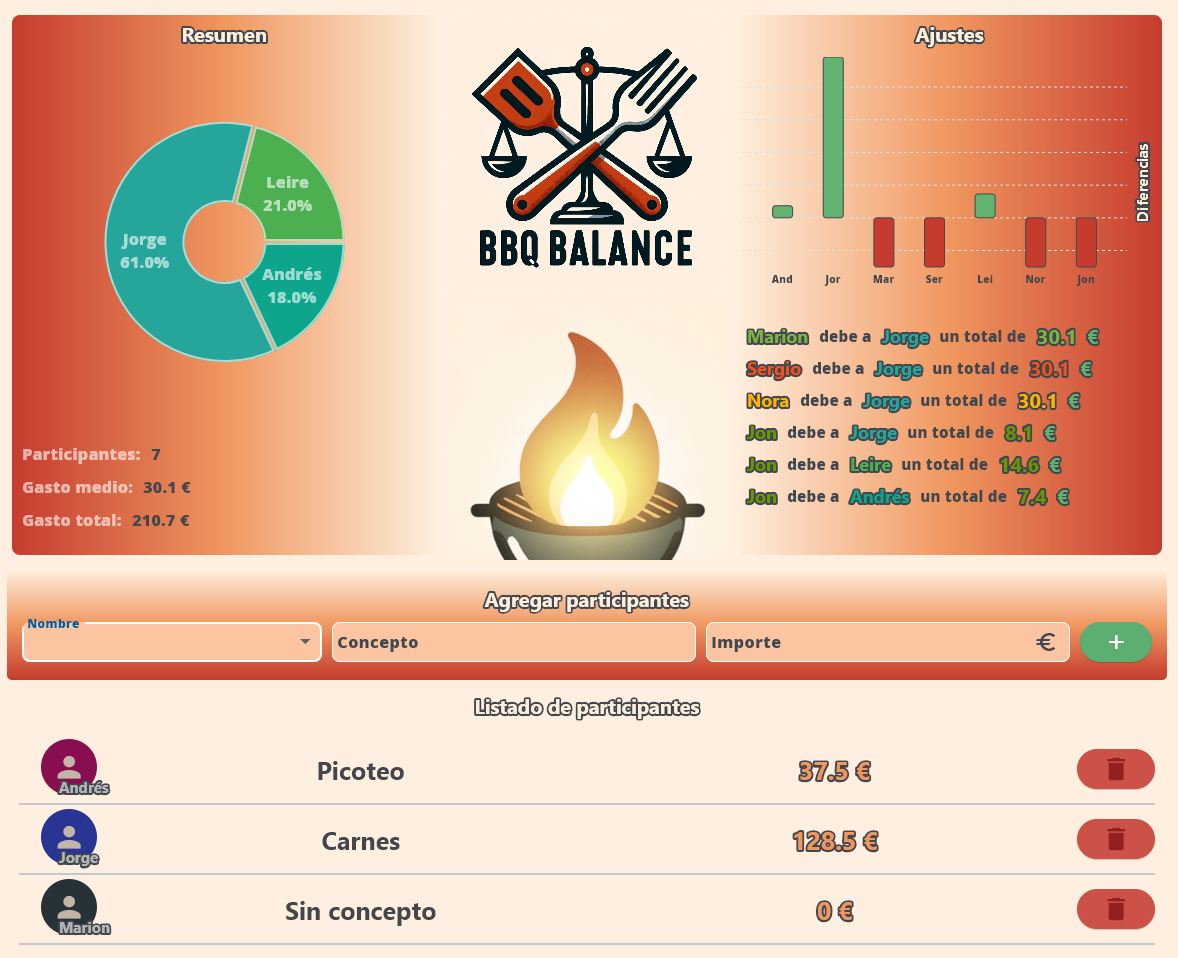 Resumen
Leire
21.0%
Jorge
61.0%
Andrés
18.0%
Participantes: 7
Gasto medio: 30.1 €
Gasto total: 210.7 €
BBQ BALANCE
Ajustes
Diferencias
And Jor Mar Ser Lei Nor Jon
Marion debe a Jorge un total de 30.1 €
Sergio debe a Jorge un total de 30.1 €
Nora debe a Jorge un total de 30.1 €
Jon debe a Jorge un total de 8.1 €
Jon debe a Leire un total de 14.6 €
Jon debe a Andrés un total de 7.4 €
Agregar participantes
Nombre
Concepto
Importe €
+
Listado de participantes
Andrés Picoteo 37.5 €
Jorge Carnes 128.5 €
Marion Sin concepto 0 €